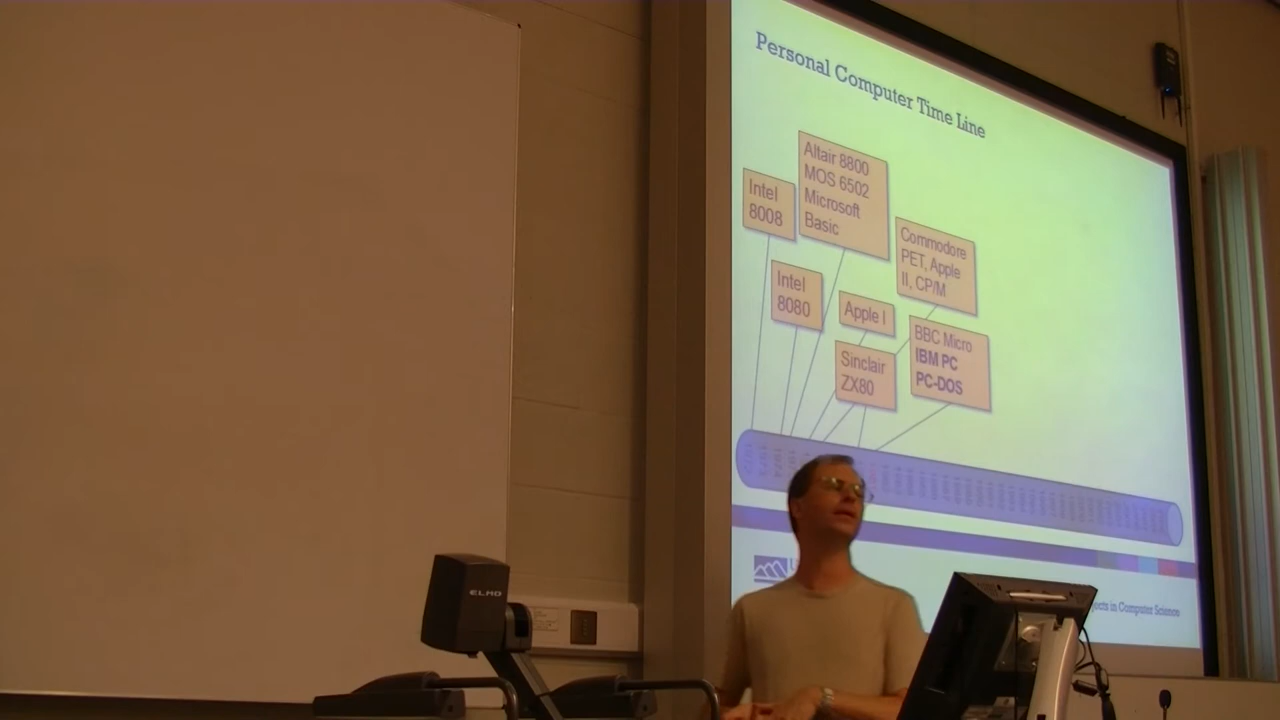 Personal Computer Time Line
Altair 8800
MOS 6502
Microsoft
Basic
Intel
8008
Commodore
PET, Apple
II, CP/M
Intel
8080
Apple I
BBC Micro
IBM PC
PC-DOS
Sinclair
ZX80
ELMO
in Computer Science